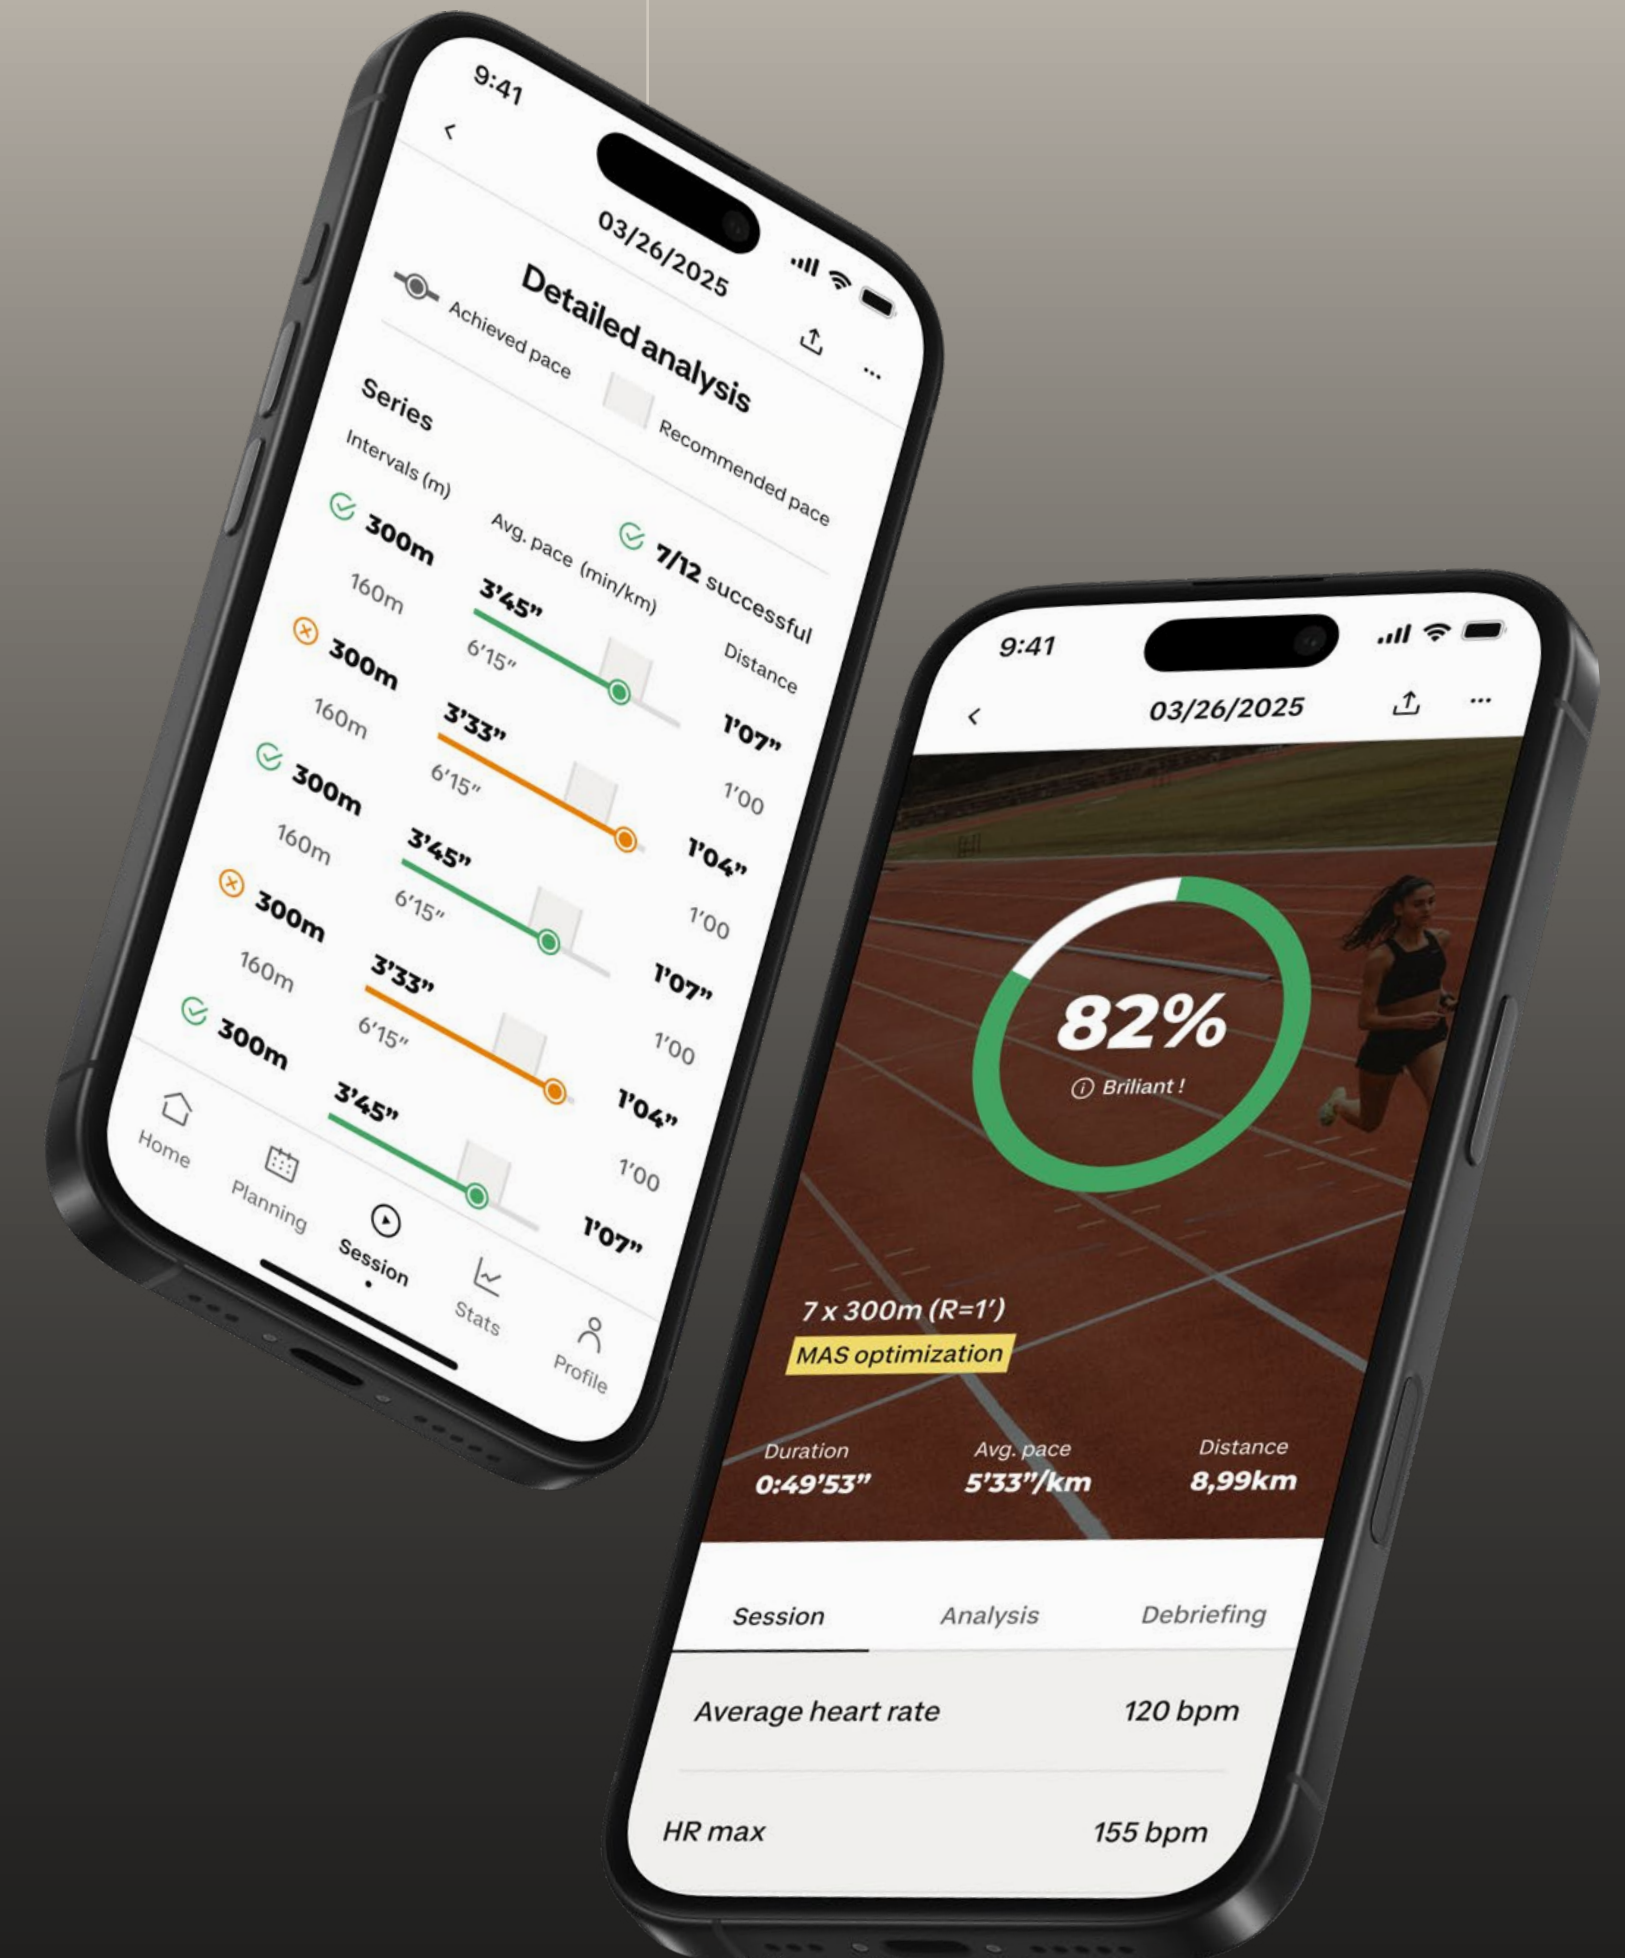 9:41
03/26/2025
Detailed analysis
Achieved pace
Recommended pace
Series
7/12 successful
Intervals (m)
Avg. pace (min/km)
Distance
300m 3'45" 1'07"
160m 6'15" 1'00
300m 3'33" 1'04"
160m 6'15" 1'00
300m 3'45" 1'07"
160m 6'15" 1'00
300m 3'33" 1'04"
160m 6'15" 1'00
300m 3'45" 1'07"
Home
Planning
Session
Stats
Profile
9:41
03/26/2025
82%
Briliant !
7 x 300m (R=1')
MAS optimization
Duration Avg. pace Distance
0:49'53" 5'33"/km 8,99km
Session Analysis Debriefing
Average heart rate 120 bpm
HR max 155 bpm